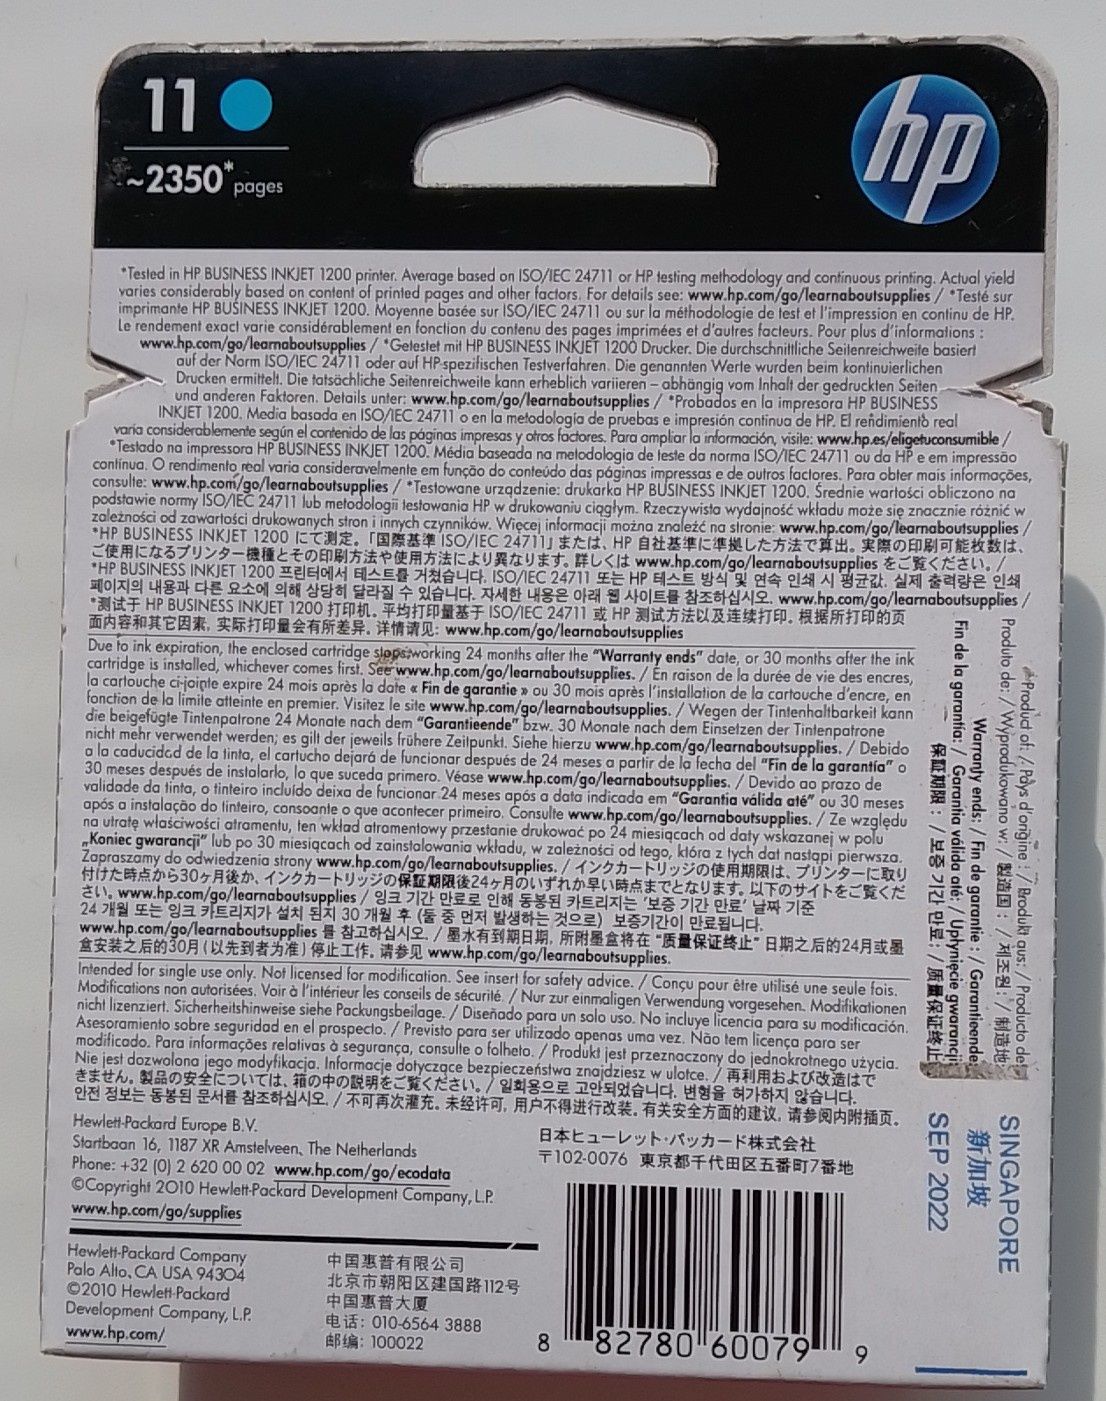 11
~2350* pages
hp
*Tested in HP BUSINESS INKJET 1200 printer. Average based on ISO/IEC 24711 or HP testing methodology and continuous printing. Actual yield
varies considerably based on content of printed pages and other factors. For details see: www.hp.com/go/learnaboutsupplies / *Testé sur
imprimante HP BUSINESS INKJET 1200. Moyenne basée sur ISO/IEC 24711 ou sur la méthodologie de test et l'impression en continu de HP.
Le rendement exact varie considérablement en fonction du contenu des pages imprimées et d'autres facteurs. Pour plus d'informations :
www.hp.com/go/learnaboutsupplies / *Getestet mit HP BUSINESS INKJET 1200 Drucker. Die durchschnittliche Seitenreichweite basiert
auf der Norm ISO/IEC 24711 oder auf HP-spezifischen Testverfahren. Die genannten Werte wurden beim kontinuierlichen
Drucken ermittelt. Die tatsächliche Seitenreichweite kann erheblich variieren – abhängig vom Inhalt der gedruckten Seiten
und anderen Faktoren. Details unter: www.hp.com/go/learnaboutsupplies / *Probados en la impresora HP BUSINESS
INKJET 1200. Media basada en ISO/IEC 24711 o en la metodología de pruebas e impresión continua de HP. El rendimiento real
varía considerablemente según el contenido de las páginas impresas y otros factores. Para ampliar la información, visite: www.hp.es/eligetuconsumible /
*Testado na impressora HP BUSINESS INKJET 1200. Média baseada na metodologia de teste da norma ISO/IEC 24711 ou da HP e em impressão
contínua. O rendimento real varia consideravelmente em função do conteúdo das páginas impressas e de outros factores. Para obter mais informações,
consulte: www.hp.com/go/learnaboutsupplies / *Testowane urządzenie: drukarka HP BUSINESS INKJET 1200. Średnie wartości obliczono na
podstawie normy ISO/IEC 24711 lub metodologii testowania HP w drukowaniu ciągłym. Rzeczywista wydajność wkładu może się znacznie różnić w
zależności od zawartości drukowanych stron i innych czynników. Więcej informacji można znaleźć na stronie: www.hp.com/go/learnaboutsupplies /
*HP BUSINESS INKJET 1200 にて測定。「国際基準 ISO/IEC 24711」または、HP 自社基準に準拠した方法で算出。実際の印刷可能枚数は、
ご使用になるプリンター機種とその印刷方法や使用方法により異なります。詳しくは www.hp.com/go/learnaboutsupplies をご覧ください。/
*HP BUSINESS INKJET 1200 프린터에서 테스트를 거쳤습니다. ISO/IEC 24711 또는 HP 테스트 방식 및 연속 인쇄 시 평균값. 실제 출력량은 인쇄
페이지의 내용과 다른 요소에 의해 상당히 달라질 수 있습니다. 자세한 내용은 아래 웹 사이트를 참조하십시오. www.hp.com/go/learnaboutsupplies /
*测试于 HP BUSINESS INKJET 1200 打印机。平均打印量基于 ISO/IEC 24711 或 HP 测试方法以及连续打印。根据所打印的页
面内容和其它因素, 实际打印量会有所差异。详情请见: www.hp.com/go/learnaboutsupplies
Due to ink expiration, the enclosed cartridge stops working 24 months after the "Warranty ends" date, or 30 months after the ink
cartridge is installed, whichever comes first. See www.hp.com/go/learnaboutsupplies. / En raison de la durée de vie des encres,
la cartouche ci-jointe expire 24 mois après la date « Fin de garantie » ou 30 mois après l'installation de la cartouche d'encre, en
fonction de la limite atteinte en premier. Visitez le site www.hp.com/go/learnaboutsupplies. / Wegen der Tintenhaltbarkeit kann
die beigefügte Tintenpatrone 24 Monate nach dem "Garantieende" bzw. 30 Monate nach dem Einsetzen der Tintenpatrone
nicht mehr verwendet werden; es gilt der jeweils frühere Zeitpunkt. Siehe hierzu www.hp.com/go/learnaboutsupplies. / Debido
a la caducidad de la tinta, el cartucho dejará de funcionar después de 24 meses a partir de la fecha del "Fin de la garantía" o
30 meses después de instalarlo, lo que suceda primero. Véase www.hp.com/go/learnaboutsupplies. / Devido ao prazo de
validade da tinta, o tinteiro incluído deixa de funcionar 24 meses após a data indicada em "Garantia válida até" ou 30 meses
após a instalação do tinteiro, consoante o que acontecer primeiro. Consulte www.hp.com/go/learnaboutsupplies. / Ze względu
na utratę właściwości atramentu, ten wkład atramentowy przestanie drukować po 24 miesiącach od daty wskazanej w polu
„Koniec gwarancji" lub po 30 miesiącach od zainstalowania wkładu, w zależności od tego, która z tych dat nastąpi pierwsza.
Zapraszamy do odwiedzenia strony www.hp.com/go/learnaboutsupplies. / インクカートリッジの使用期限は、プリンターに取り
付けた時点から30ヶ月後か、インクカートリッジの保証期限後24ヶ月のいずれか早い時点までとなります。以下のサイトをご覧くだ
さい。www.hp.com/go/learnaboutsupplies / 잉크 기간 만료로 인해 동봉된 카트리지는 '보증 기간 만료' 날짜 기준
24 개월 또는 잉크 카트리지가 설치 된지 30 개월 후 (둘 중 먼저 발생하는 것으로) 보증기간이 만료됩니다.
www.hp.com/go/learnaboutsupplies 를 참고하십시오. / 墨水有到期日期, 所附墨盒将在 "质量保证终止" 日期之后的24月或墨
盒安装之后的30月 (以先到者为准) 停止工作。请参见 www.hp.com/go/learnaboutsupplies.
Intended for single use only. Not licensed for modification. See insert for safety advice. / Conçu pour être utilisé une seule fois.
Modifications non autorisées. Voir à l'intérieur les conseils de sécurité. / Nur zur einmaligen Verwendung vorgesehen. Modifikationen
nicht lizenziert. Sicherheitshinweise siehe Packungsbeilage. / Diseñado para un solo uso. No incluye licencia para su modificación.
Asesoramiento sobre seguridad en el prospecto. / Previsto para ser utilizado apenas uma vez. Não tem licença para ser
modificado. Para informações relativas à segurança, consulte o folheto. / Produkt jest przeznaczony do jednokrotnego użycia.
Nie jest dozwolona jego modyfikacja. Informacje dotyczące bezpieczeństwa znajdziesz w ulotce. / 再利用および改造はで
きません。製品の安全については、箱の中の説明をご覧ください。/ 일회용으로 고안되었습니다. 변형을 허가하지 않습니다.
안전 정보는 동봉된 문서를 참조하십시오. / 不可再次灌充。未经许可, 用户不得进行改装。有关安全方面的建议, 请参阅内附插页。
Product of: / Pays d'origine: / Produkt aus: / Producto de:
Produto de: / Wyprodukowano w: / 製造国: / 제조원: / 制造地
Warranty ends: / Fin de garantie: / Garantieende
Fin de la garantía: / Garantia válida até: / Upłynięcie gwarancji
保証期限: / 보증 기간 만료: / 质量保证终止
SINGAPORE
新加坡
SEP 2022
Hewlett-Packard Europe B.V.
Startbaan 16, 1187 XR Amstelveen, The Netherlands
Phone: +32 (0) 2 620 00 02 www.hp.com/go/ecodata
©Copyright 2010 Hewlett-Packard Development Company, L.P.
www.hp.com/go/supplies
日本ヒューレット・パッカード株式会社
〒102-0076 東京都千代田区五番町7番地
Hewlett-Packard Company
Palo Alto, CA USA 94304
©2010 Hewlett-Packard
Development Company, L.P.
www.hp.com/
中国惠普有限公司
北京市朝阳区建国路112号
中国惠普大厦
电话: 010-6564 3888
邮编: 100022
8 82780 60079 9